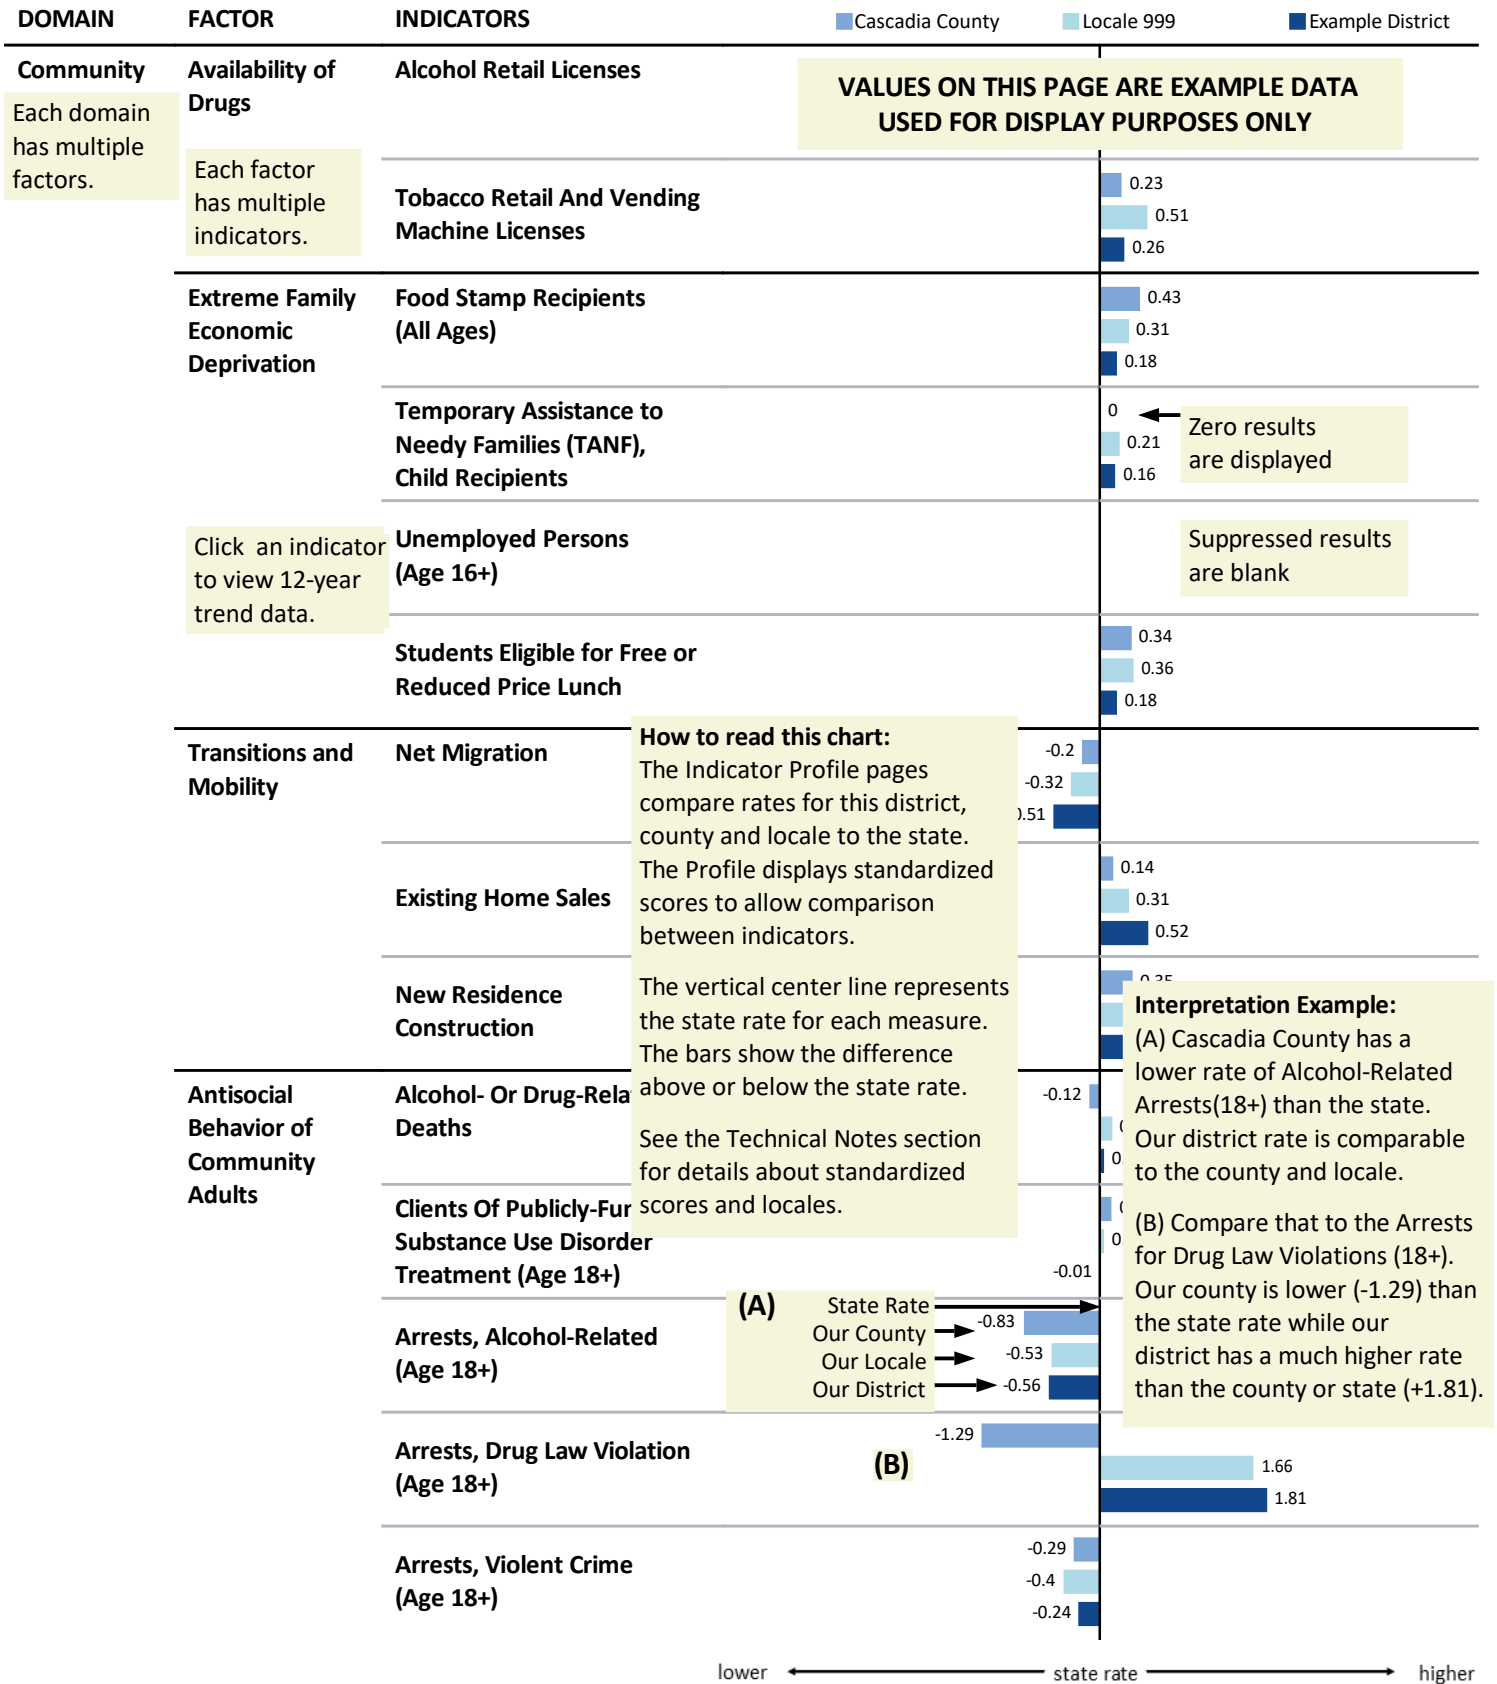 DOMAIN FACTOR INDICATORS Cascadia County Locale 999 Example District
Community Availability of Drugs Alcohol Retail Licenses
VALUES ON THIS PAGE ARE EXAMPLE DATA
USED FOR DISPLAY PURPOSES ONLY
Each domain
has multiple
factors.
Each factor
has multiple
indicators.
Tobacco Retail And Vending
Machine Licenses
0.23
0.51
0.26
Extreme Family
Economic
Deprivation
Food Stamp Recipients
(All Ages)
0.43
0.31
0.18
Temporary Assistance to
Needy Families (TANF),
Child Recipients
0
0.21
0.16
Zero results
are displayed
Click an indicator
to view 12-year
trend data.
Unemployed Persons
(Age 16+)
Suppressed results
are blank
Students Eligible for Free or
Reduced Price Lunch
0.34
0.36
0.18
Transitions and
Mobility
Net Migration
-0.2
-0.32
.51
How to read this chart:
The Indicator Profile pages
compare rates for this district,
county and locale to the state.
The Profile displays standardized
scores to allow comparison
between indicators.
The vertical center line represents
the state rate for each measure.
The bars show the difference
above or below the state rate.
See the Technical Notes section
for details about standardized
scores and locales.
Existing Home Sales
0.14
0.31
0.52
New Residence
Construction
Interpretation Example:
(A) Cascadia County has a
lower rate of Alcohol-Related
Arrests(18+) than the state.
Our district rate is comparable
to the county and locale.
(B) Compare that to the Arrests
for Drug Law Violations (18+).
Our county is lower (-1.29) than
the state rate while our
district has a much higher rate
than the county or state (+1.81).
Antisocial
Behavior of
Community
Adults
Alcohol- Or Drug-Rela
Deaths
-0.12
0.
Clients Of Publicly-Fun
Substance Use Disorder
Treatment (Age 18+)
0.
-0.01
Arrests, Alcohol-Related
(Age 18+)
(A)
State Rate
Our County
Our Locale
Our District
-0.83
-0.53
-0.56
Arrests, Drug Law Violation
(Age 18+)
(B)
-1.29
1.66
1.81
Arrests, Violent Crime
(Age 18+)
-0.29
-0.4
-0.24
lower state rate higher